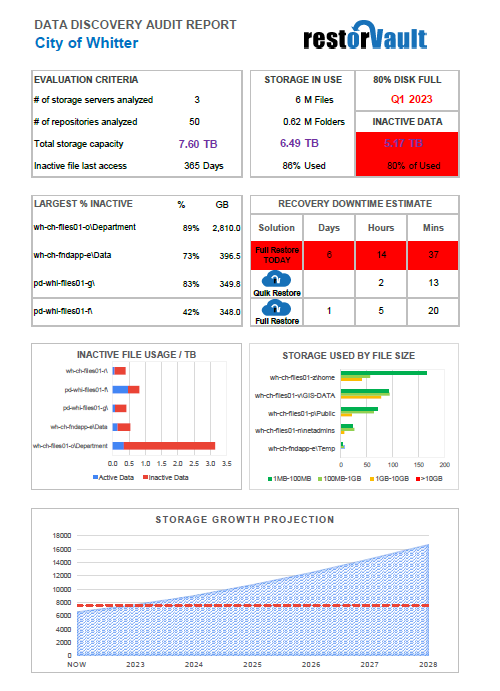 DATA DISCOVERY AUDIT REPORT
City of Whitter
restorVault
EVALUATION CRITERIA
# of storage servers analyzed 3
# of repositories analyzed 50
Total storage capacity 7.60 TB
Inactive file last access 365 Days
STORAGE IN USE
6 M Files
0.62 M Folders
6.49 TB
86% Used
80% DISK FULL
Q1 2023
INACTIVE DATA
5.17 TB
80% of Used
LARGEST % INACTIVE % GB
wh-ch-files01-o\Department 89% 2,810.0
wh-ch-fndapp-e\Data 73% 396.5
pd-whi-files01-g\ 83% 349.8
pd-whi-files01-f\ 42% 348.0
RECOVERY DOWNTIME ESTIMATE
Solution Days Hours Mins
Full Restore
TODAY 6 14 37
Quik Restore 2 13
Full Restore 1 5 20
INACTIVE FILE USAGE / TB
wh-ch-files01-r\
pd-whi-files01-f\
pd-whi-files01-g\
wh-ch-fndapp-e\Data
wh-ch-files01-o\Department
0.0 0.5 1.0 1.5 2.0 2.5 3.0 3.5
Active Data Inactive Data
STORAGE USED BY FILE SIZE
wh-ch-files01-z\home
wh-ch-files01-v\GIS-DATA
wh-ch-files01-p\Public
wh-ch-files01-n\netadmins
wh-ch-fndapp-e\Temp
0 50 100 150 200
1MB-100MB 100MB-1GB 1GB-10GB >10GB
STORAGE GROWTH PROJECTION
18000
16000
14000
12000
10000
8000
6000
4000
2000
0
NOW 2023 2024 2025 2026 2027 2028